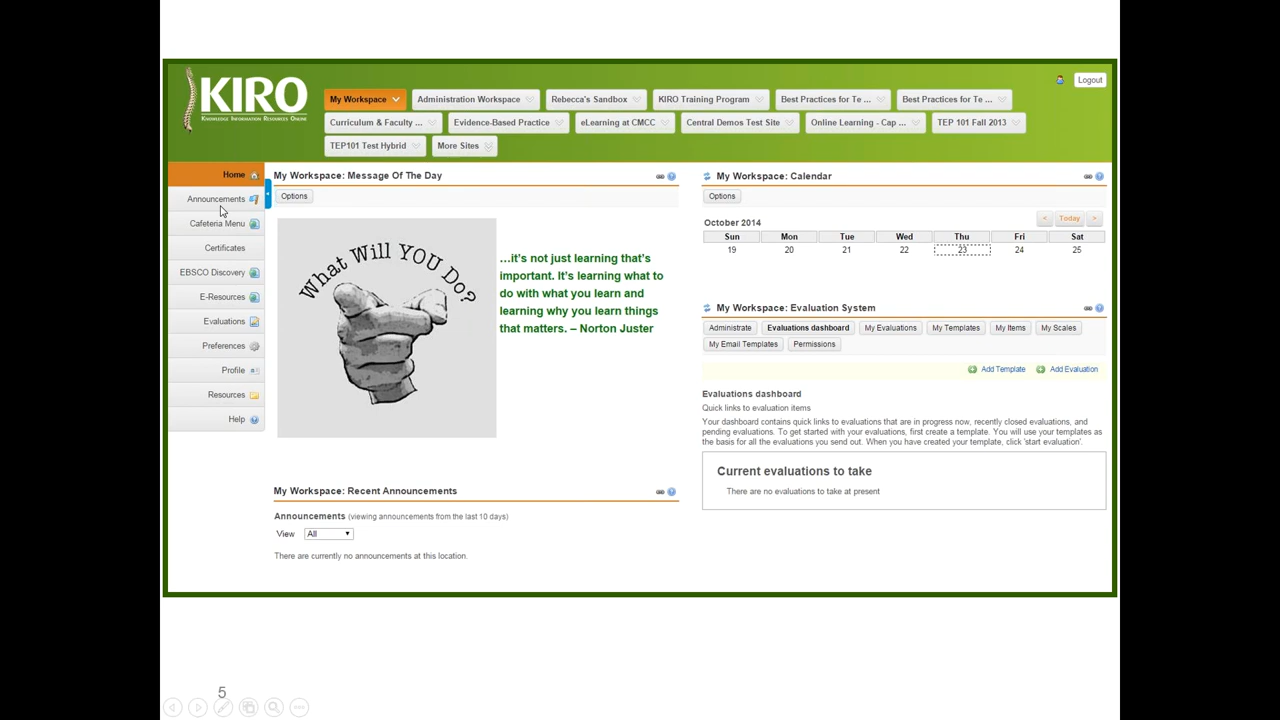 KIRO
KNOWLEDGE INFORMATION RESOURCES ONLINE
Logout
My Workspace
Administration Workspace
Rebecca's Sandbox
KIRO Training Program
Best Practices for Te ...
Best Practices for Te ...
Curriculum & Faculty ...
Evidence-Based Practice
eLearning at CMCC
Central Demos Test Site
Online Learning - Cap ...
TEP 101 Fall 2013
TEP101 Test Hybrid
More Sites
Home
Announcements
Cafeteria Menu
Certificates
EBSCO Discovery
E-Resources
Evaluations
Preferences
Profile
Resources
Help
My Workspace: Message Of The Day
Options
What Will YOU Do?
...it's not just learning that's
important. It's learning what to
do with what you learn and
learning why you learn things
that matters. – Norton Juster
My Workspace: Recent Announcements
Announcements (viewing announcements from the last 10 days)
View All
There are currently no announcements at this location.
My Workspace: Calendar
Options
October 2014
< Today >
Sun Mon Tue Wed Thu Fri Sat
19 20 21 22 23 24 25
My Workspace: Evaluation System
Administrate Evaluations dashboard My Evaluations My Templates My Items My Scales
My Email Templates Permissions
Add Template Add Evaluation
Evaluations dashboard
Quick links to evaluation items
Your dashboard contains quick links to evaluations that are in progress now, recently closed evaluations, and
pending evaluations. To get started with your evaluations, first create a template. You will use your templates as
the basis for all the evaluations you send out. When you have created your template, click 'start evaluation'.
Current evaluations to take
There are no evaluations to take at present
5